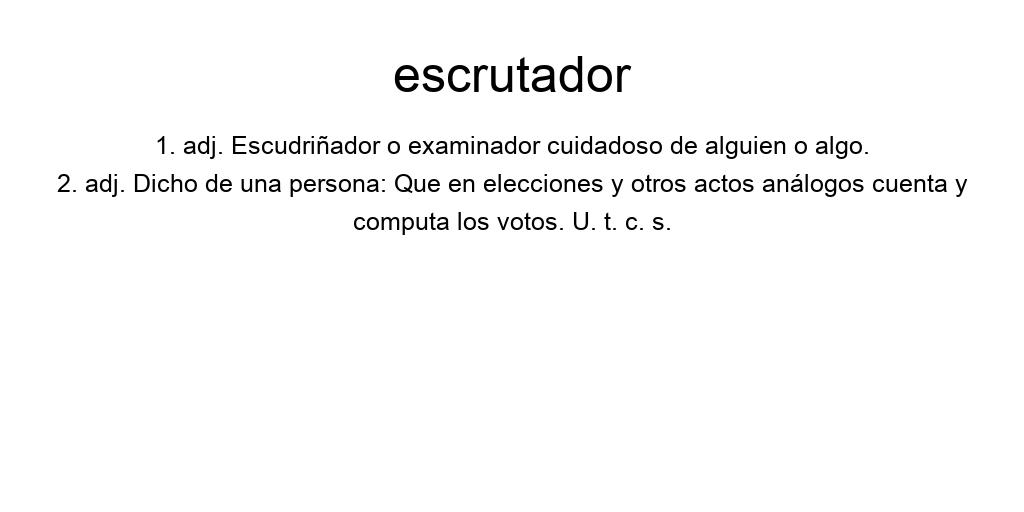 escrutador
1. adj. Escudriñador o examinador cuidadoso de alguien o algo.
2. adj. Dicho de una persona: Que en elecciones y otros actos análogos cuenta y
computa los votos. U. t. c. s.